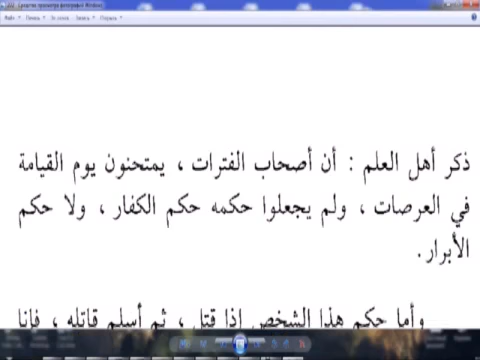 ذكر أهل العلم : أن أصحاب الفترات ، يمتحنون يوم القيامة
في العرصات ، ولم يجعلوا حكمه حكم الكفار ، ولا حكم
الأبرار.
وأما حكم هذا الشخص إذا قتل ، ثم أسلم قاتله ، فإنا